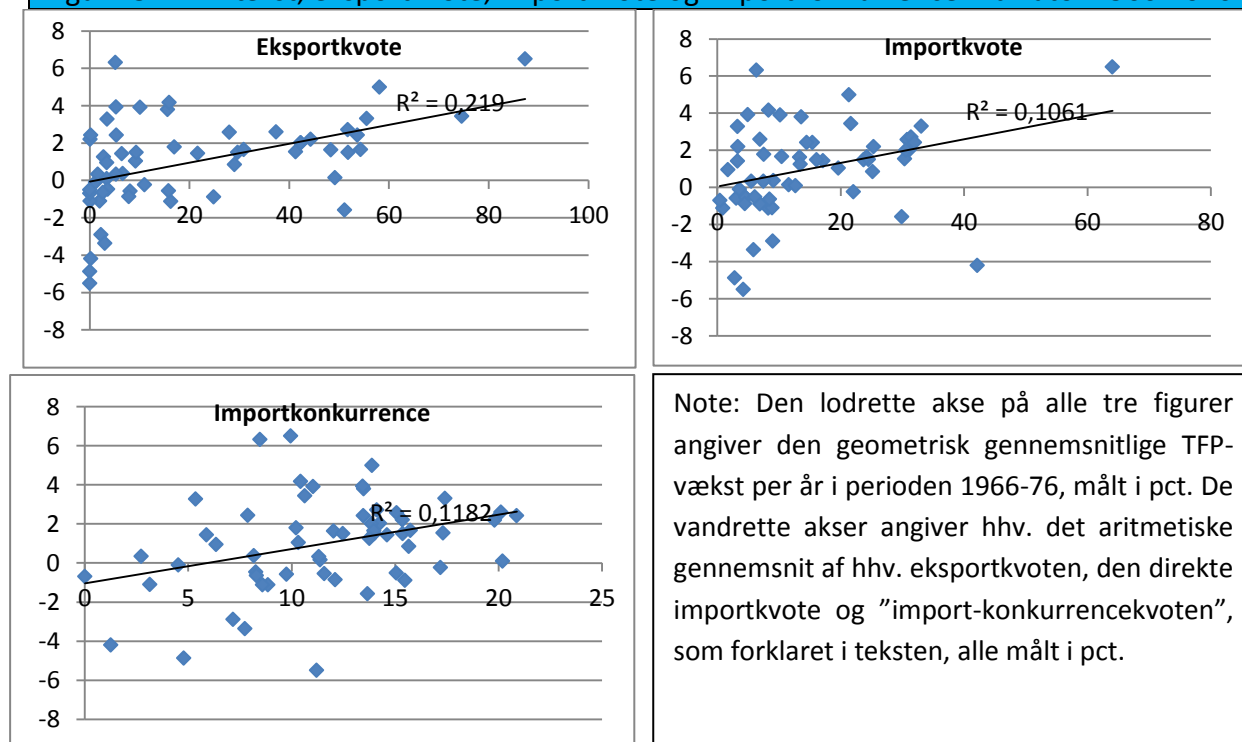 Eksportkvote
8
6
4
2
0
-2
-4
-6
-8
0 20 40 60 80 100
R² = 0,219
Importkvote
8
6
4
2
0
-2
-4
-6
-8
0 20 40 60 80
R² = 0,1061
Importkonkurrence
8
6
4
2
0
-2
-4
-6
-8
0 5 10 15 20 25
R² = 0,1182
Note: Den lodrette akse på alle tre figurer
angiver den geometrisk gennemsnitlige TFP-
vækst per år i perioden 1966-76, målt i pct. De
vandrette akser angiver hhv. det aritmetiske
gennemsnit af hhv. eksportkvoten, den direkte
importkvote og ”import-konkurrencekvoten”,
som forklaret i teksten, alle målt i pct.